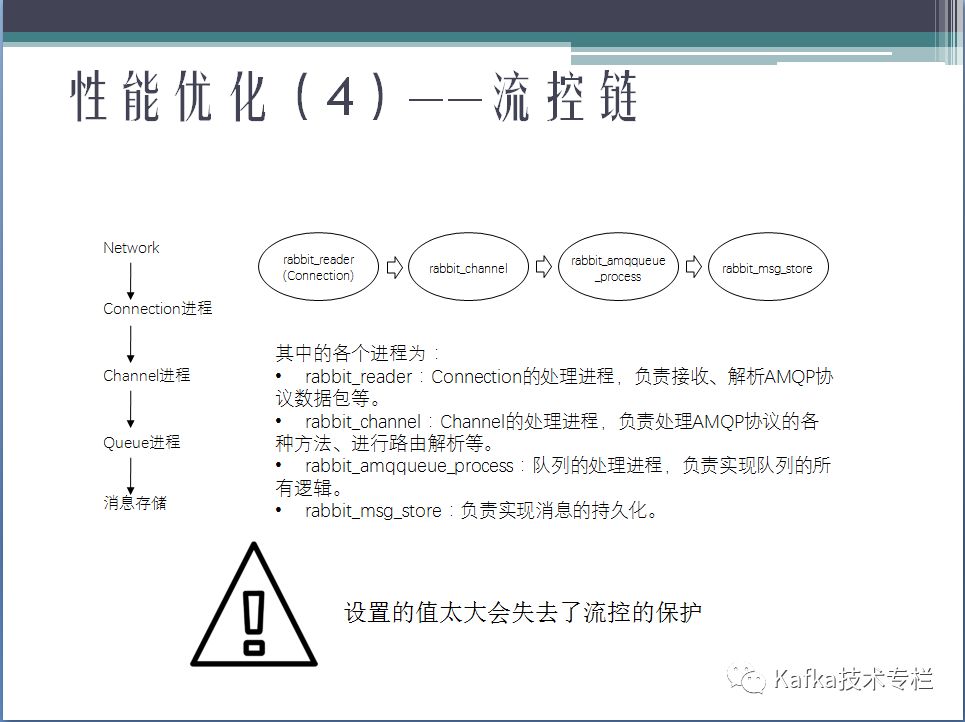 性能优化（4）——流控链
Network
Connection进程
Channel进程
Queue进程
消息存储
rabbit_reader
(Connection)
rabbit_channel
rabbit_amqqueue
_process
rabbit_msg_store
其中的各个进程为：
• rabbit_reader：Connection的处理进程，负责接收、解析AMQP协
议数据包等。
• rabbit_channel：Channel的处理进程，负责处理AMQP协议的各
种方法、进行路由解析等。
• rabbit_amqqueue_process：队列的处理进程，负责实现队列的所
有逻辑。
• rabbit_msg_store：负责实现消息的持久化。
设置的值太大会失去了流控的保护
Kafka技术专栏